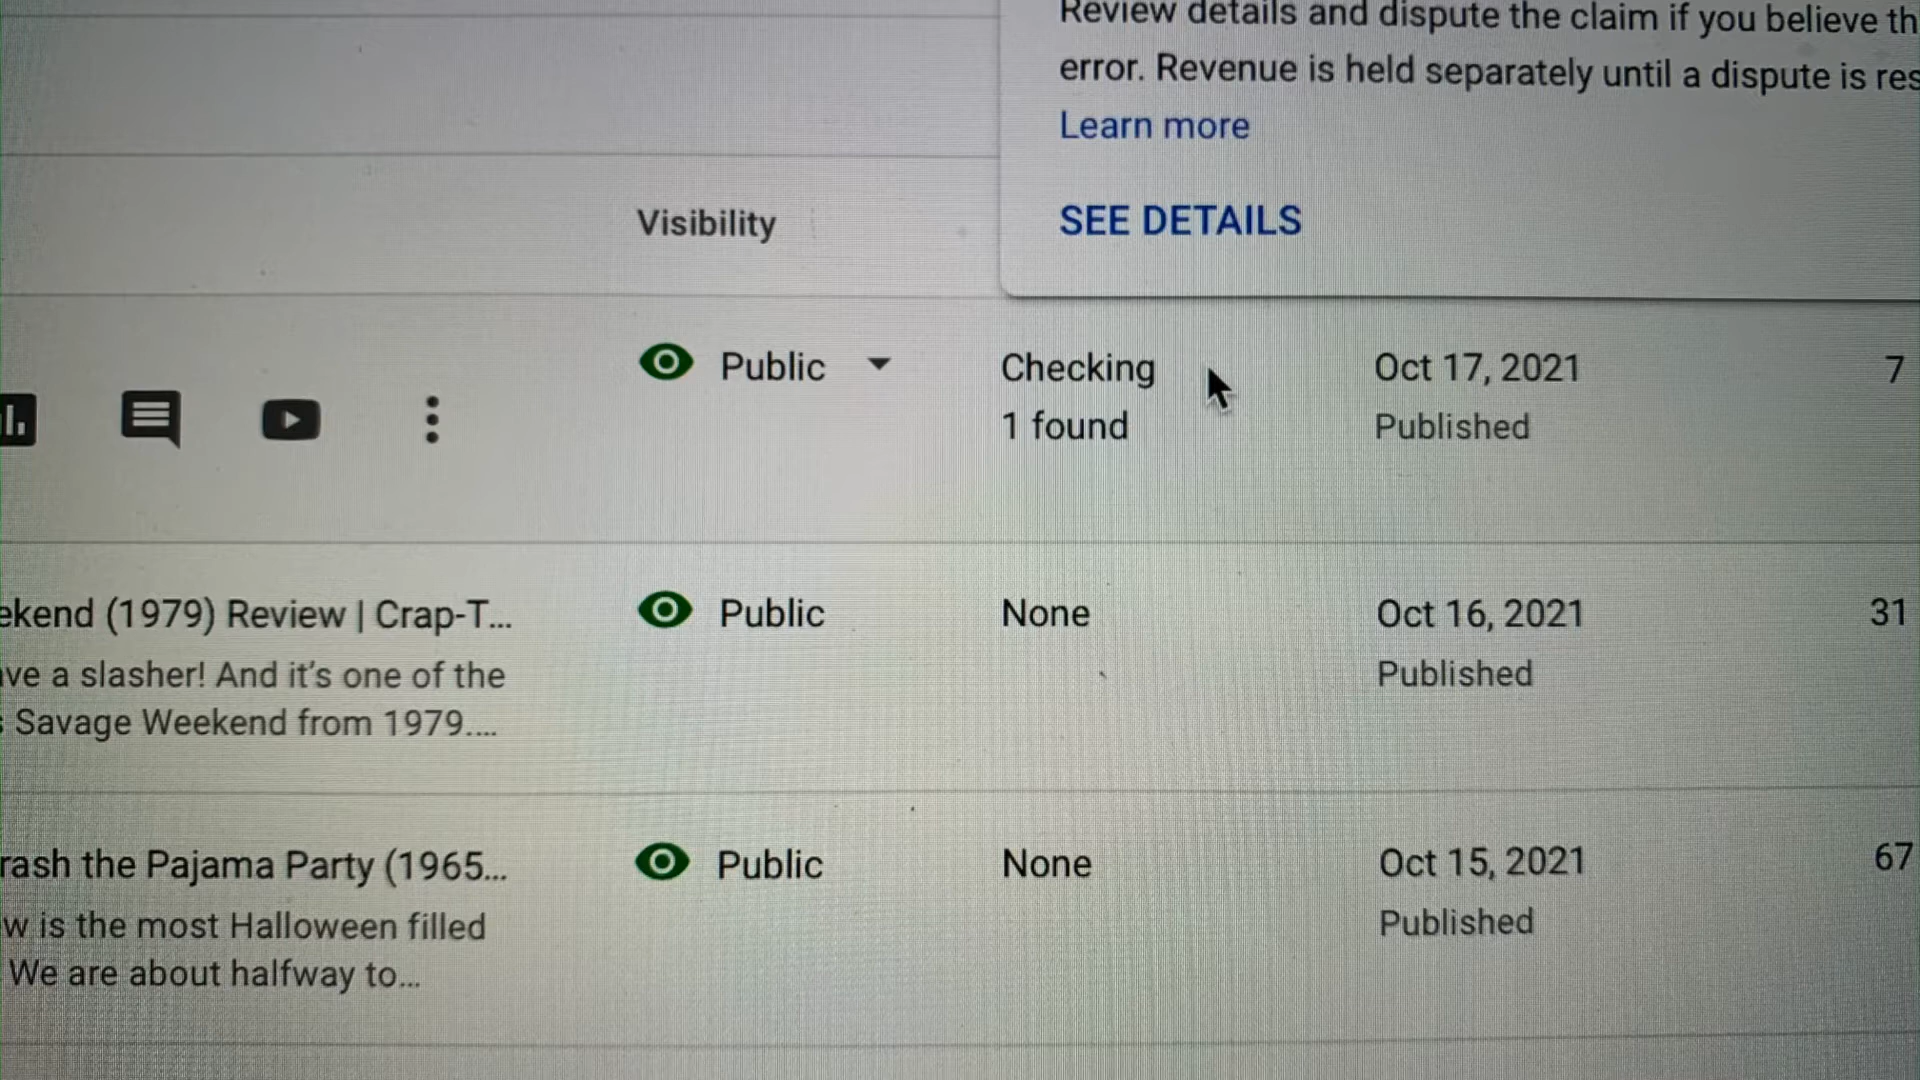 Review details and dispute the claim if you believe th
error. Revenue is held separately until a dispute is res
Learn more
SEE DETAILS
Visibility
Public
Checking
1 found
Oct 17, 2021
Published
7
ekend (1979) Review | Crap-T...
ve a slasher! And it's one of the
Savage Weekend from 1979....
Public
None
Oct 16, 2021
Published
31
rash the Pajama Party (1965...
w is the most Halloween filled
We are about halfway to...
Public
None
Oct 15, 2021
Published
67